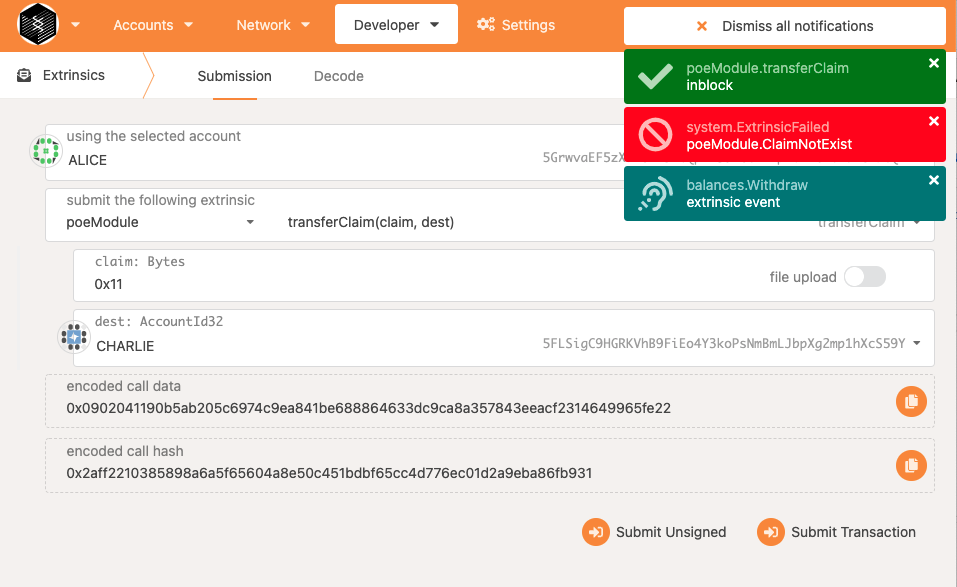 Accounts
Network
Developer
Settings
Dismiss all notifications
Extrinsics
Submission
Decode
poeModule.transferClaim
inblock
system.ExtrinsicFailed
poeModule.ClaimNotExist
balances.Withdraw
extrinsic event
using the selected account
ALICE
5GrwvaEF5zX
submit the following extrinsic
poeModule
transferClaim(claim, dest)
transferClaim
claim: Bytes
0x11
file upload
dest: AccountId32
CHARLIE
5FLSigC9HGRKVhB9FiEo4Y3koPsNmBmLJbpXg2mp1hXcS59Y
encoded call data
0x0902041190b5ab205c6974c9ea841be688864633dc9ca8a357843eeacf2314649965fe22
encoded call hash
0x2aff2210385898a6a5f65604a8e50c451bdbf65cc4d776ec01d2a9eba86fb931
Submit Unsigned
Submit Transaction